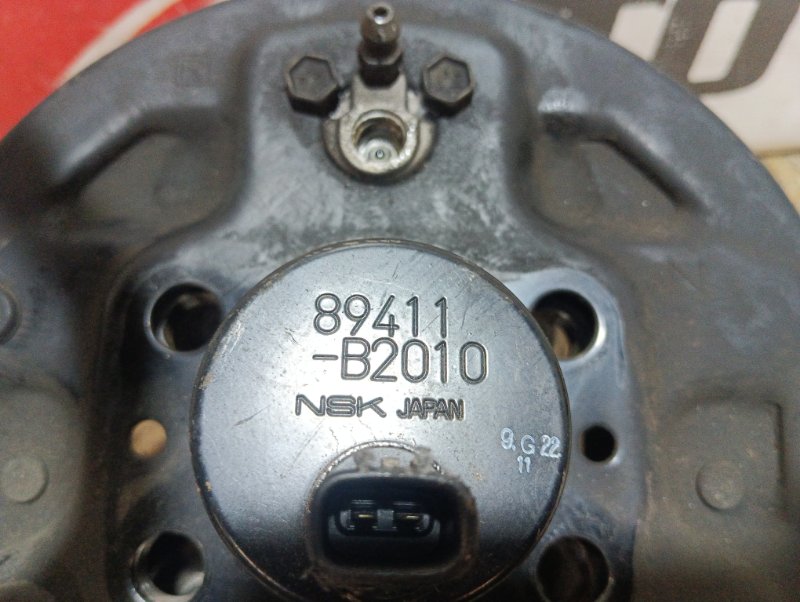 89411
-B2010
NSK JAPAN
9. G 22.
11